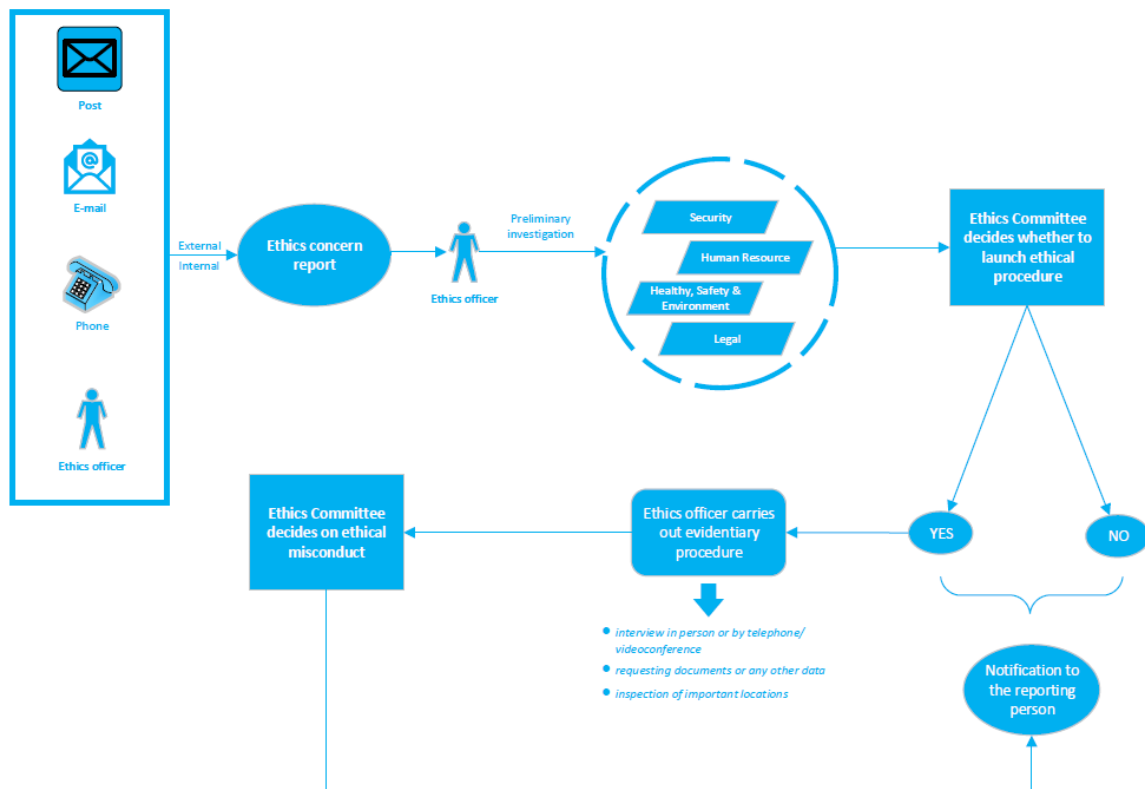 Post
E-mail
Phone
Ethics officer
External
Internal
Ethics concern
report
Ethics officer
Preliminary
investigation
Security
Human Resource
Healthy, Safety &
Environment
Legal
Ethics Committee
decides whether to
launch ethical
procedure
YES
NO
Ethics officer carries
out evidentiary
procedure
• interview in person or by telephone/
videoconference
• requesting documents or any other data
• inspection of important locations
Ethics Committee
decides on ethical
misconduct
Notification to
the reporting
person